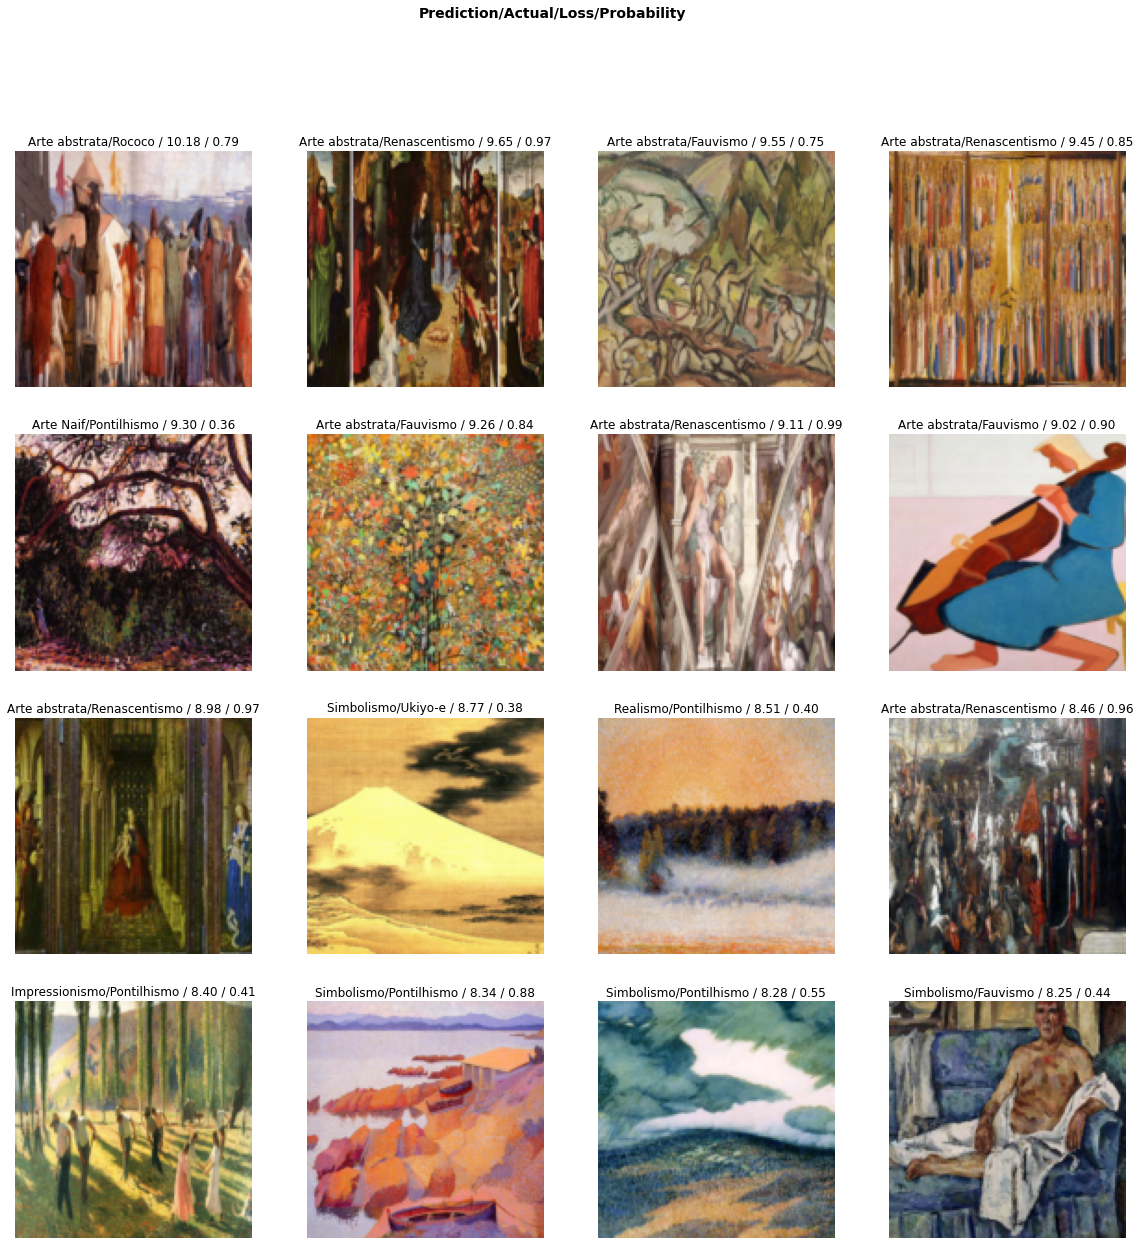 Prediction/Actual/Loss/Probability
Arte abstrata/Rococo / 10.18 / 0.79
Arte abstrata/Renascentismo / 9.65 / 0.97
Arte abstrata/Fauvismo / 9.55 / 0.75
Arte abstrata/Renascentismo / 9.45 / 0.85
Arte Naif/Pontilhismo / 9.30 / 0.36
Arte abstrata/Fauvismo / 9.26 / 0.84
Arte abstrata/Renascentismo / 9.11 / 0.99
Arte abstrata/Fauvismo / 9.02 / 0.90
Arte abstrata/Renascentismo / 8.98 / 0.97
Simbolismo/Ukiyo-e / 8.77 / 0.38
Realismo/Pontilhismo / 8.51 / 0.40
Arte abstrata/Renascentismo / 8.46 / 0.96
Impressionismo/Pontilhismo / 8.40 / 0.41
Simbolismo/Pontilhismo / 8.34 / 0.88
Simbolismo/Pontilhismo / 8.28 / 0.55
Simbolismo/Fauvismo / 8.25 / 0.44